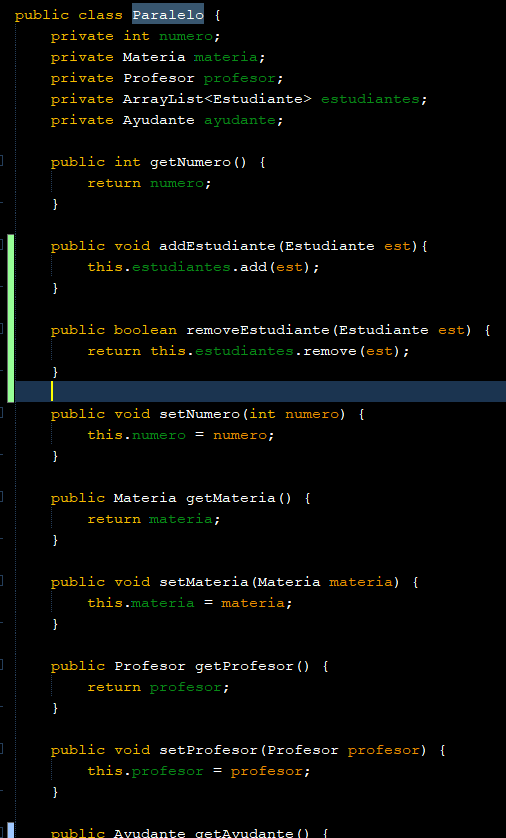 public class Paralelo {
private int numero;
private Materia materia;
private Profesor profesor;
private ArrayList<Estudiante> estudiantes;
private Ayudante ayudante;
public int getNumero() {
return numero;
}
public void addEstudiante(Estudiante est){
this.estudiantes.add(est);
}
public boolean removeEstudiante(Estudiante est) {
return this.estudiantes.remove(est);
}
public void setNumero(int numero) {
this.numero = numero;
}
public Materia getMateria() {
return materia;
}
public void setMateria(Materia materia) {
this.materia = materia;
}
public Profesor getProfesor() {
return profesor;
}
public void setProfesor(Profesor profesor) {
this.profesor = profesor;
}
public Ayudante getAyudante() {